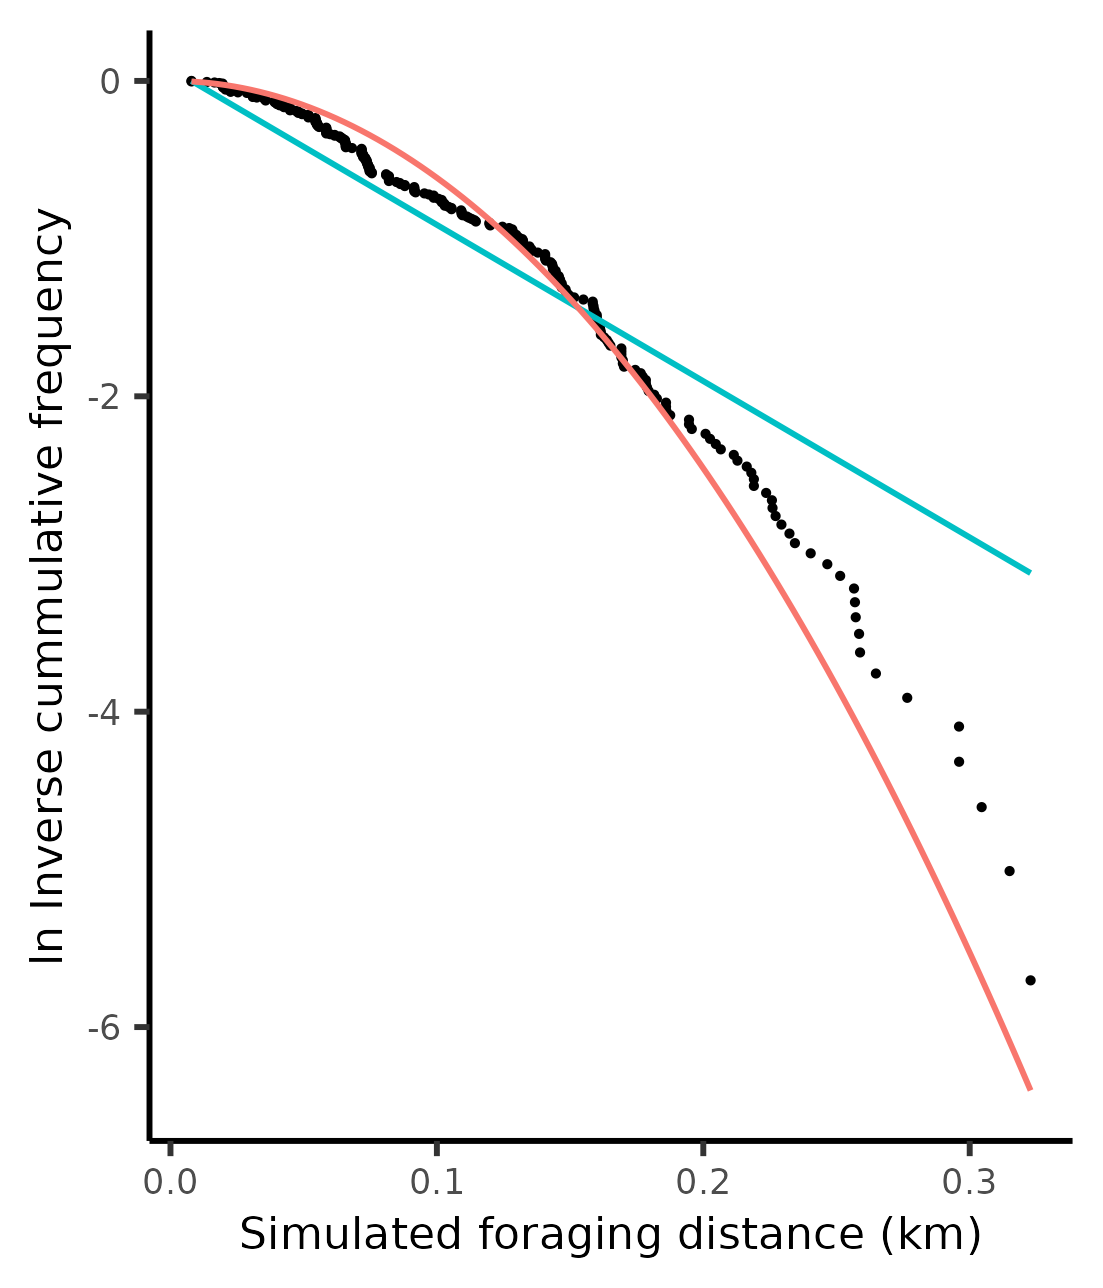 ln Inverse cummulative frequency
0
-2
-4
-6
0.0 0.1 0.2 0.3
Simulated foraging distance (km)